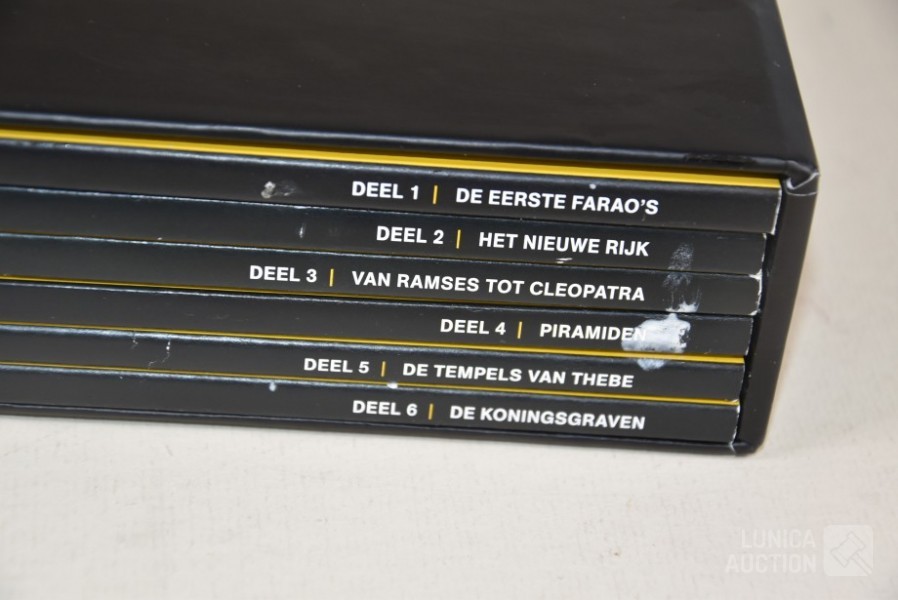 DEEL 1 | DE EERSTE FARAO'S
DEEL 2 | HET NIEUWE RIJK
DEEL 3 | VAN RAMSES TOT CLEOPATRA
DEEL 4 | PIRAMIDEN
DEEL 5 | DE TEMPELS VAN THEBE
DEEL 6 | DE KONINGSGRAVEN
LUNICA
AUCTION